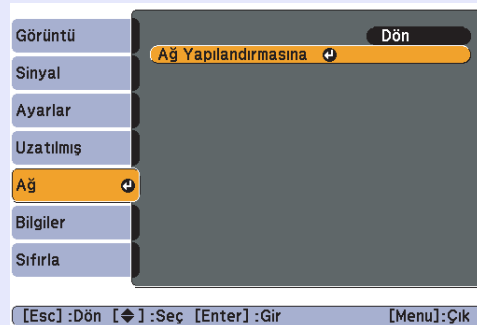 Görüntü
Sinyal
Ayarlar
Uzatılmış
Ağ
Bilgiler
Sıfırla
Dön
Ağ Yapılandırmasına
[Esc] :Dön [◆] :Seç [Enter] :Gir [Menu]:Çık